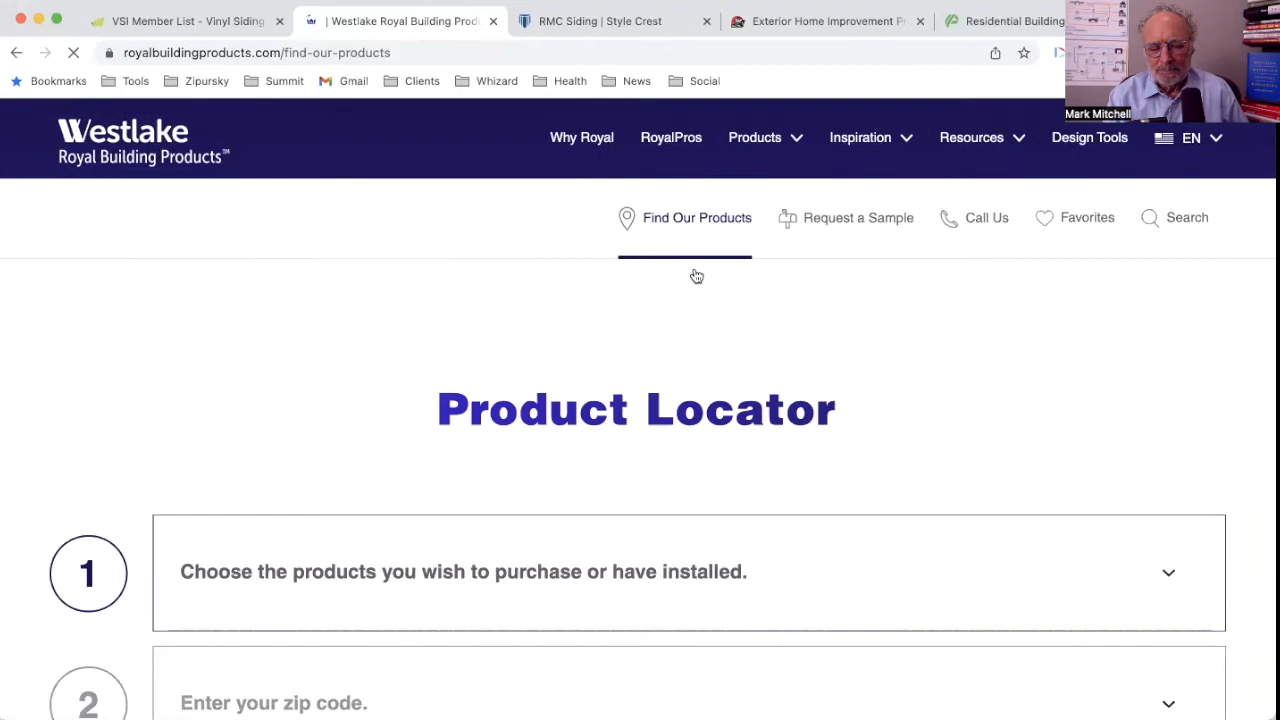 VSI Member List – Vinyl Siding
| Westlake Royal Building Produ
RMC Siding | Style Crest
Exterior Home Improvement Pr
Residential Building
royalbuildingproducts.com/find-our-products
Bookmarks
Tools
Zipursky
Summit
Gmail
Clients
Whizard
Health
News
Social
Mark Mitchell
Westlake
Royal Building Products™
Why Royal
RoyalPros
Products
Inspiration
Resources
Design Tools
EN
Find Our Products
Request a Sample
Call Us
Favorites
Search
Product Locator
1
Choose the products you wish to purchase or have installed.
2
Enter your zip code.